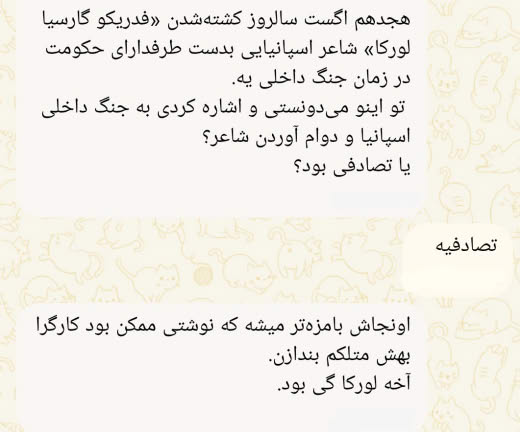 هجدهم اگست سالروز کشته‌شدن «فدریکو گارسیا
لورکا» شاعر اسپانیایی بدست طرفدارای حکومت
در زمان جنگ داخلی یه.
تو اینو می‌دونستی و اشاره کردی به جنگ داخلی
اسپانیا و دوام آوردن شاعر؟
یا تصادفی بود؟
تصادفیه
اونجاش بامزه‌تر میشه که نوشتی ممکن بود کارگرا
بهش متلکم بندازن.
آخه لورکا گی بود.